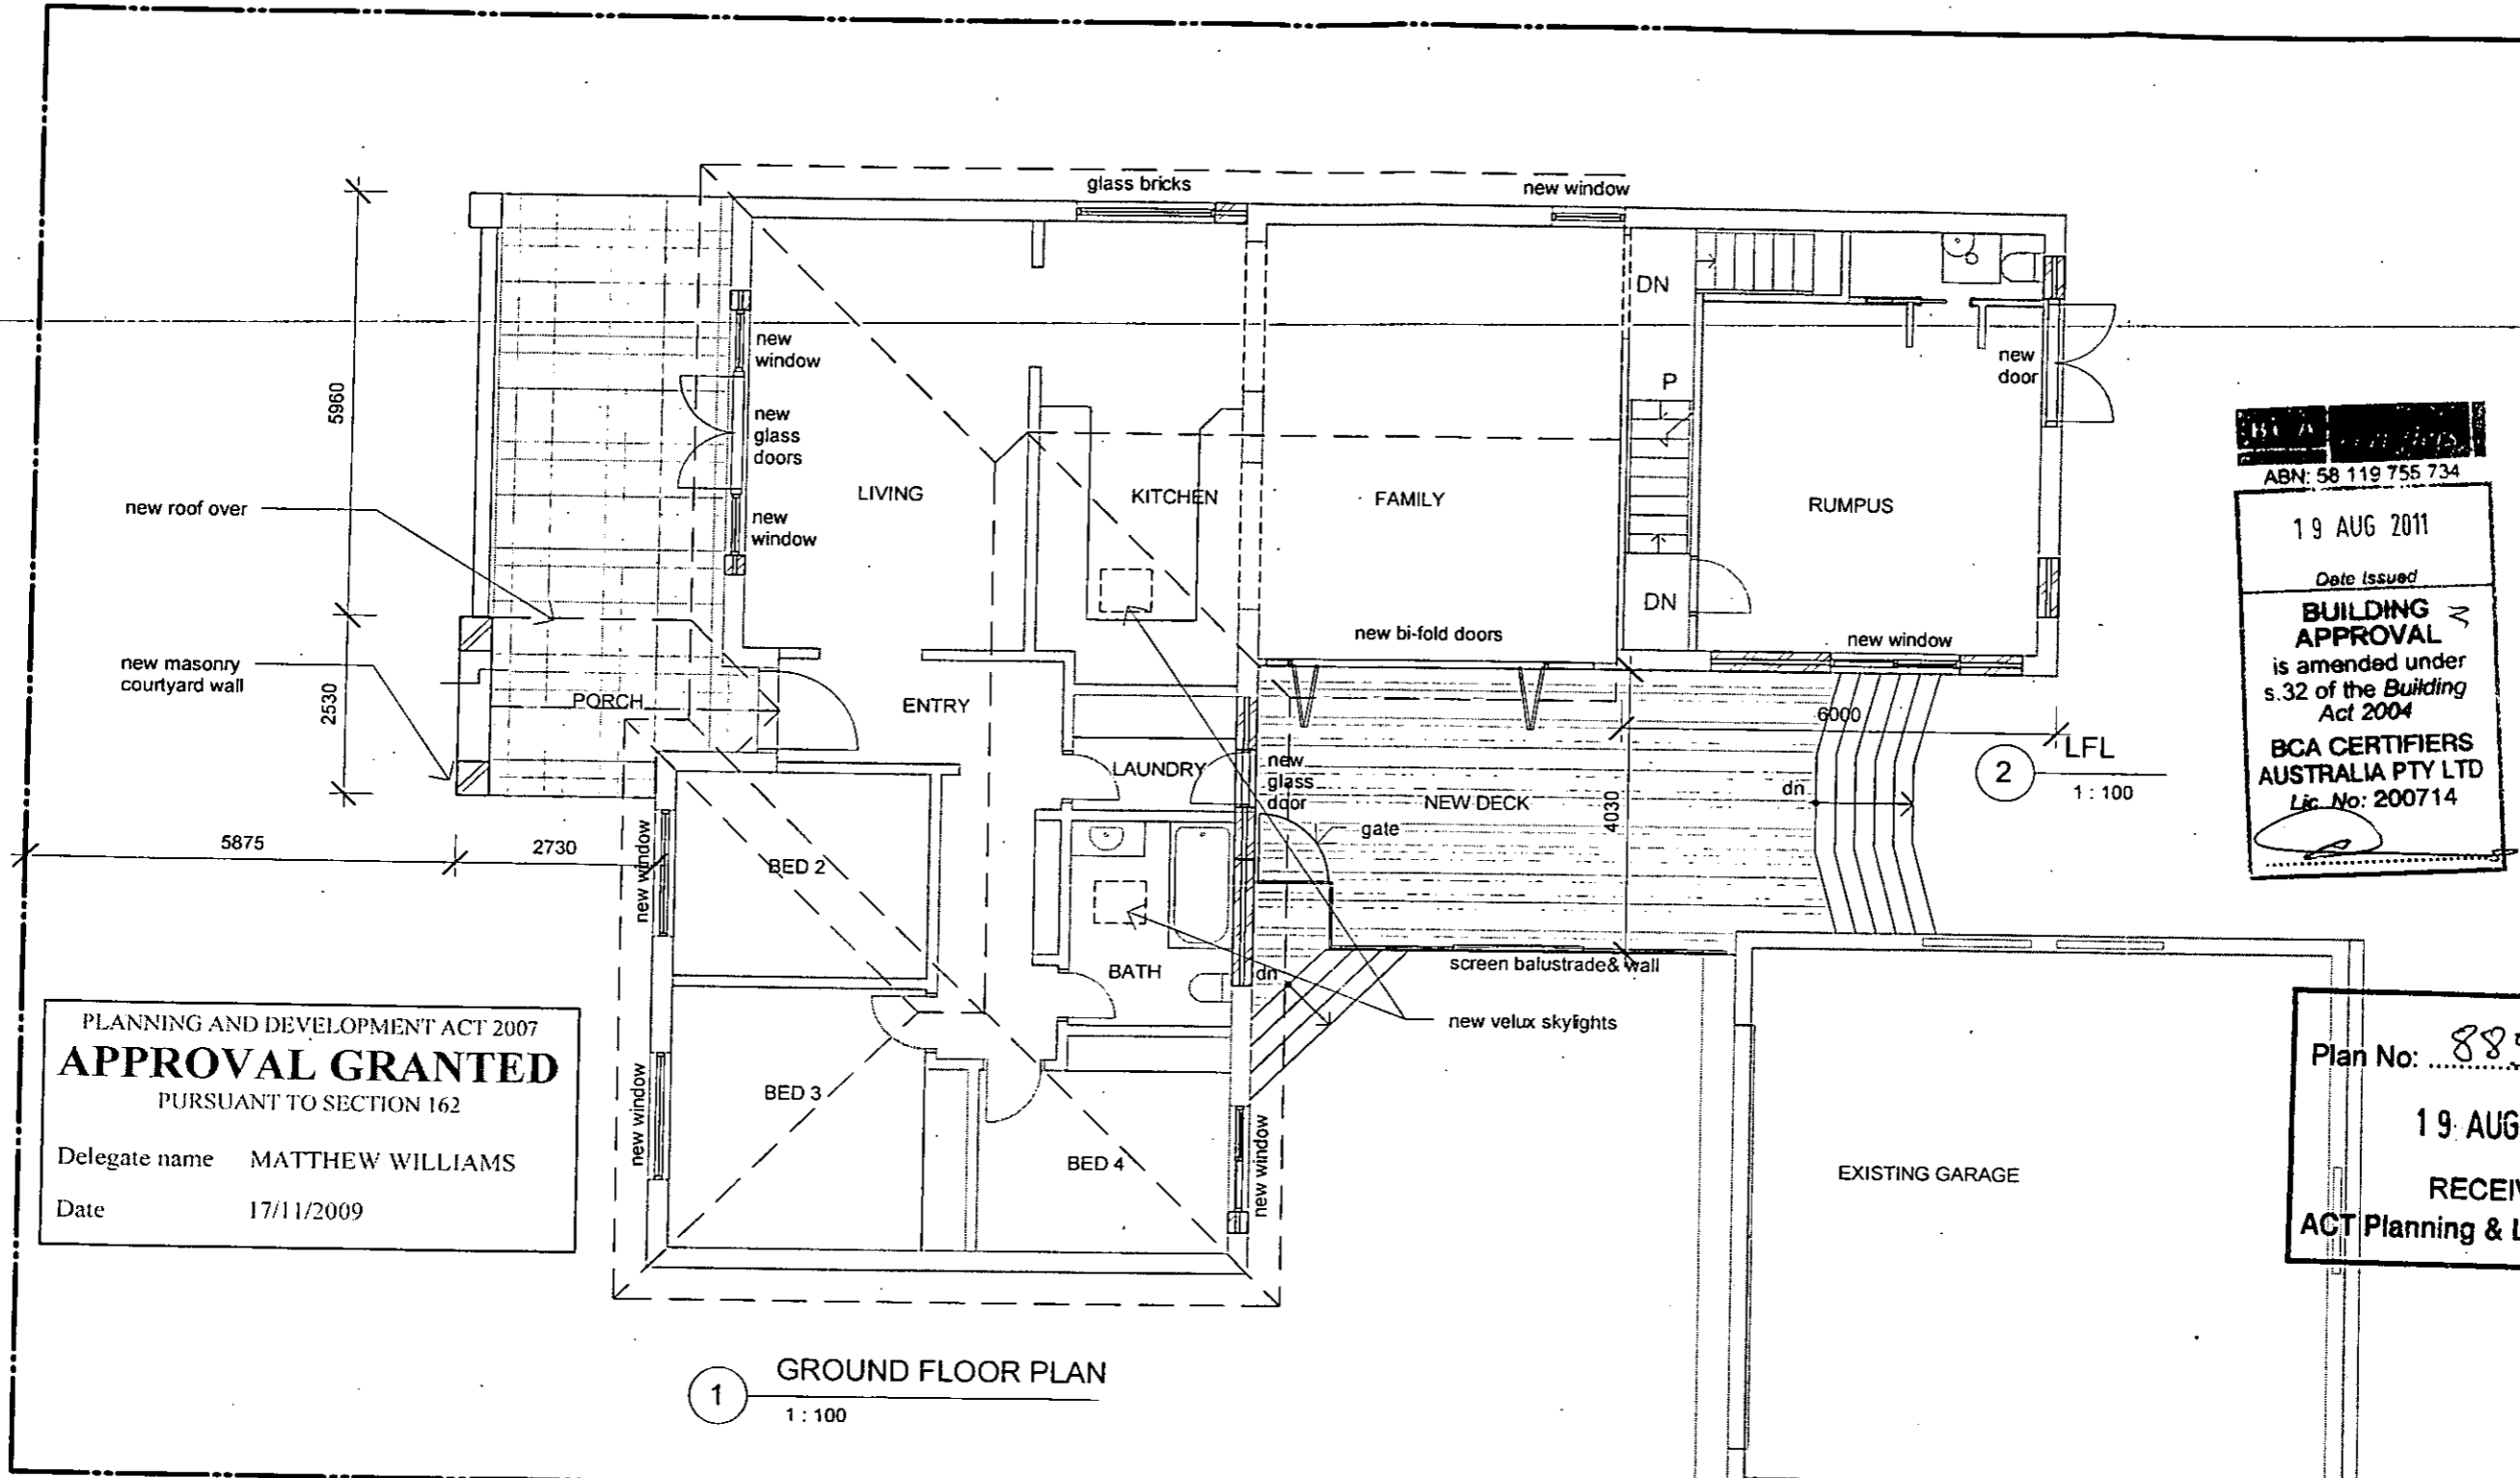 glass bricks
new window
DN
new
window
new
glass
doors
new
window
new
door
P
5960
LIVING
KITCHEN
FAMILY
RUMPUS
new roof over
DN
new bi-fold doors
new window
new masonry
courtyard wall
2530
PORCH
ENTRY
6000
LAUNDRY
new
glass
door
NEW DECK
4030
dn
2
LFL
1 : 100
gate
5875
2730
new window
BED 2
BATH
dn
screen balustrade& wall
new velux skylights
new window
BED 3
BED 4
new window
EXISTING GARAGE
1
GROUND FLOOR PLAN
1 : 100
PLANNING AND DEVELOPMENT ACT 2007
APPROVAL GRANTED
PURSUANT TO SECTION 162
Delegate name MATTHEW WILLIAMS
Date 17/11/2009
BCA
ABN: 58 119 755 734
19 AUG 2011
Date Issued
BUILDING
APPROVAL
is amended under
s.32 of the Building
Act 2004
BCA CERTIFIERS
AUSTRALIA PTY LTD
Lic. No: 200714
Plan No: 88
19 AUG
RECEI
ACT Planning & L